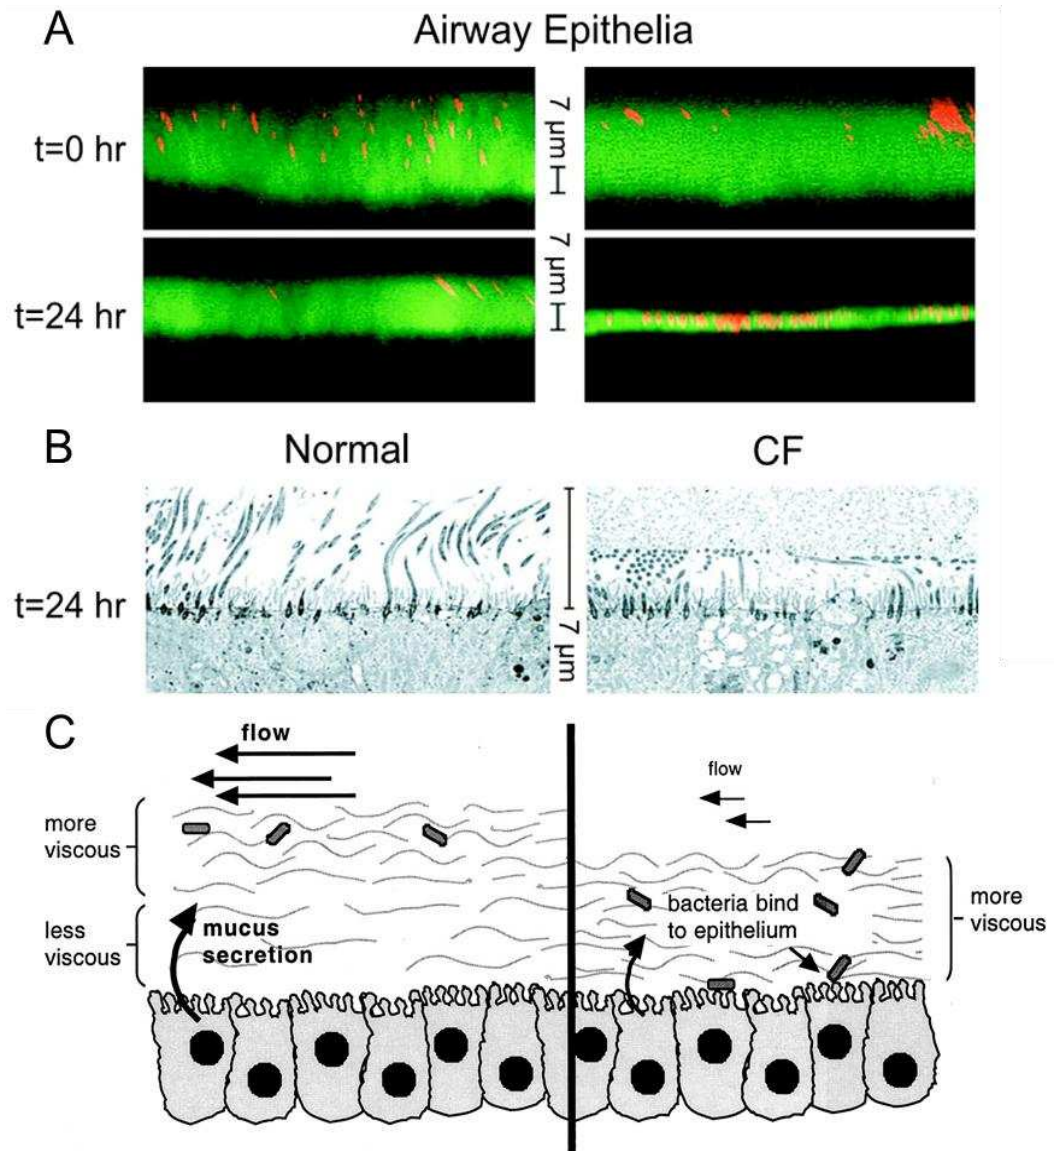 A
Airway Epithelia
t=0 hr
7 µm
t=24 hr
7 µm
B
Normal
CF
t=24 hr
7 µm
C
flow
more
viscous
less
viscous
mucus
secretion
flow
bacteria bind
to epithelium
more
viscous